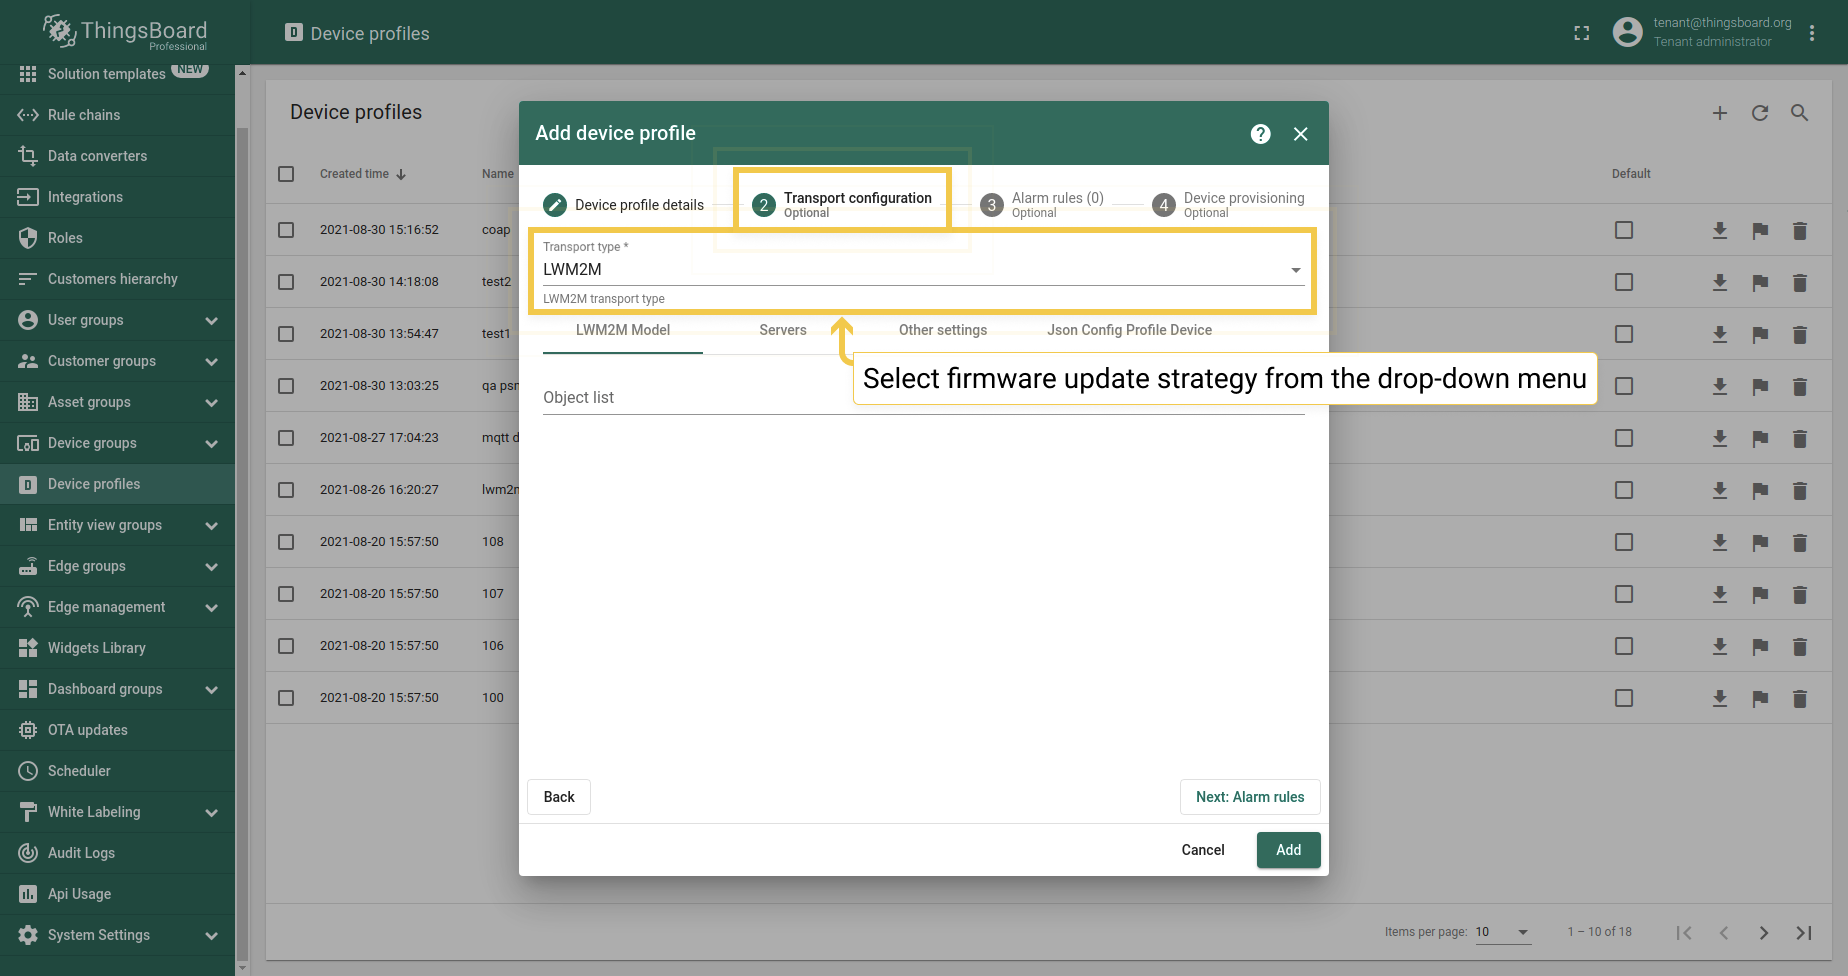 ThingsBoard
Professional
Device profiles
tenant@thingsboard.org
Tenant administrator
Solution templates NEW
Rule chains
Data converters
Integrations
Roles
Customers hierarchy
User groups
Customer groups
Asset groups
Device groups
Device profiles
Entity view groups
Edge groups
Edge management
Widgets Library
Dashboard groups
OTA updates
Scheduler
White Labeling
Audit Logs
Api Usage
System Settings
Device profiles
Created time Name Default
2021-08-30 15:16:52 coap
2021-08-30 14:18:08 test2
2021-08-30 13:54:47 test1
2021-08-30 13:03:25 qa psm
2021-08-27 17:04:23 mqtt d
2021-08-26 16:20:27 lwm2m
2021-08-20 15:57:50 108
2021-08-20 15:57:50 107
2021-08-20 15:57:50 106
2021-08-20 15:57:50 100
Items per page: 10 1 – 10 of 18
Add device profile
Device profile details
2 Transport configuration
Optional
3 Alarm rules (0)
Optional
4 Device provisioning
Optional
Transport type *
LWM2M
LWM2M transport type
LWM2M Model Servers Other settings Json Config Profile Device
Select firmware update strategy from the drop-down menu
Object list
Back
Next: Alarm rules
Cancel
Add